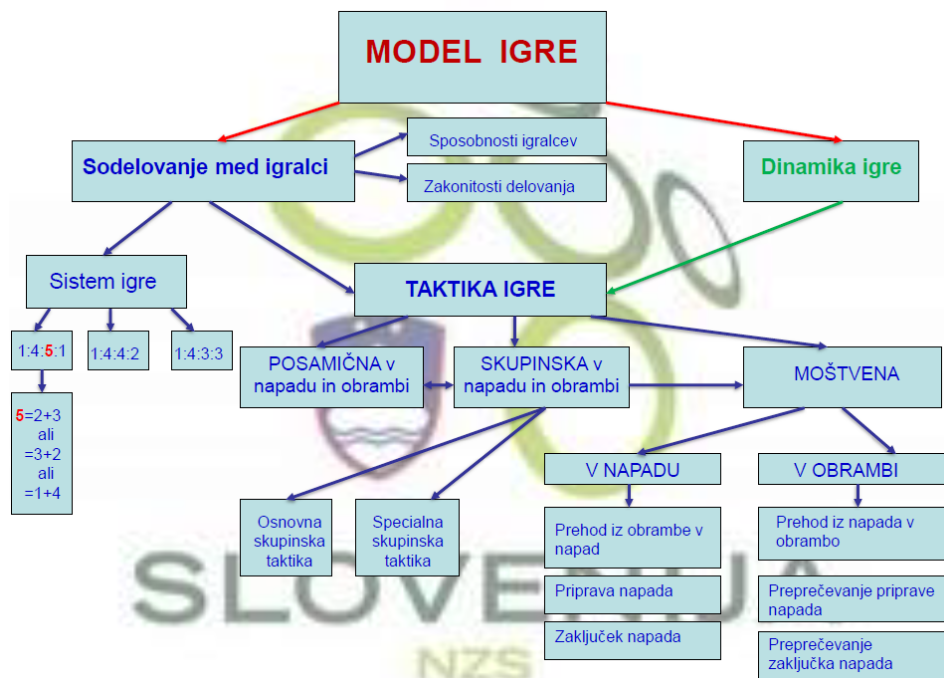 MODEL IGRE
Sodelovanje med igralci
Sposobnosti igralcev
Zakonitosti delovanja
Dinamika igre
Sistem igre
TAKTIKA IGRE
1:4:5:1
1:4:4:2
1:4:3:3
POSAMIČNA v
napadu in obrambi
SKUPINSKA v
napadu in obrambi
MOŠTVENA
5=2+3
ali
=3+2
ali
=1+4
V NAPADU
V OBRAMBI
Osnovna
skupinska
taktika
Specialna
skupinska
taktika
Prehod iz obrambe v
napad
Prehod iz napada v
obrambo
Priprava napada
Preprečevanje priprave
napada
Zaključek napada
Preprečevanje
zaključka napada
SLOVENIJA
NZS